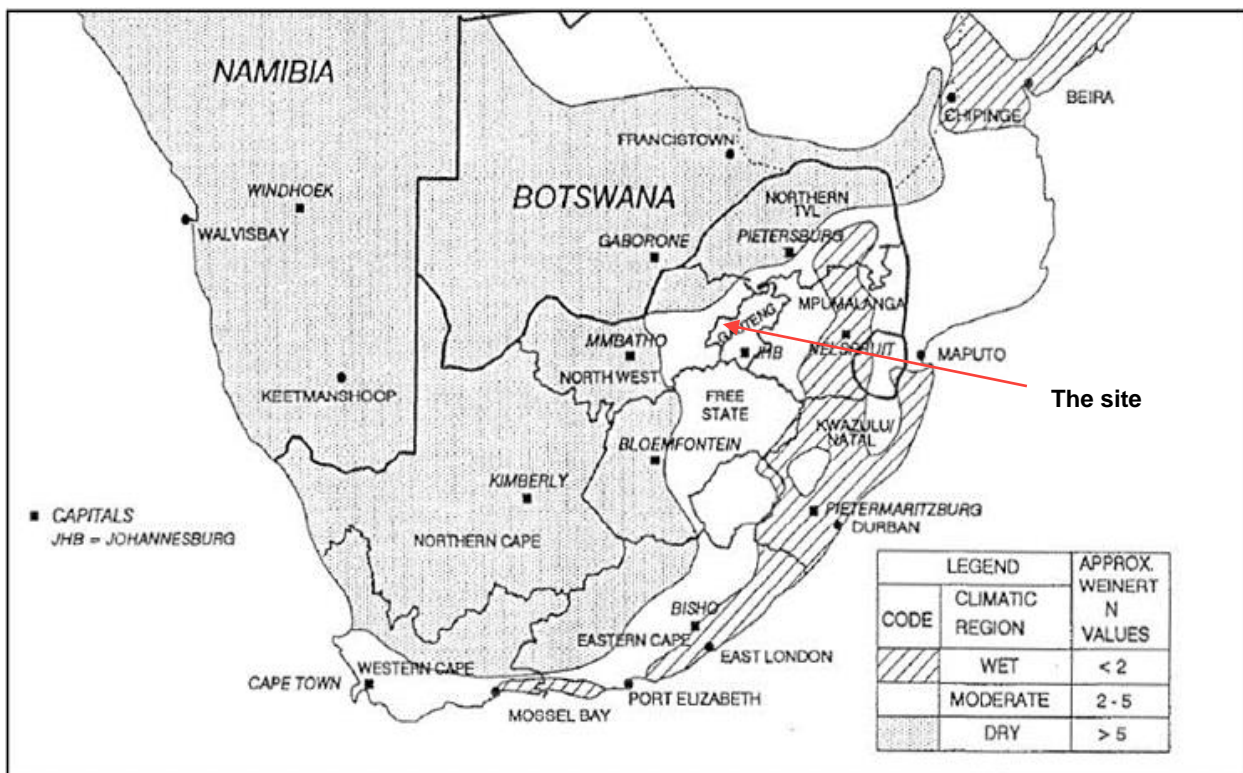 NAMIBIA
BEIRA
CHIPINGE
FRANCISTOWN
WINDHOEK
BOTSWANA
NORTHERN
TVL
WALVISBAY
GABORONE
PIETERSBURG
MPUMALANGA
GAUTENG
MMBATHO
JHB
NELSPRUIT
MAPUTO
NORTH WEST
KEETMANSHOOP
The site
FREE
STATE
KWAZULU/
NATAL
BLOEMFONTEIN
KIMBERLY
PIETERMARITZBURG
DURBAN
CAPITALS
JHB = JOHANNESBURG
NORTHERN CAPE
BISHO
EASTERN CAPE
EAST LONDON
WESTERN CAPE
CAPE TOWN
PORT ELIZABETH
MOSSEL BAY
LEGEND
APPROX.
WEINERT
N
VALUES
CODE
CLIMATIC
REGION
WET < 2
MODERATE 2 - 5
DRY > 5